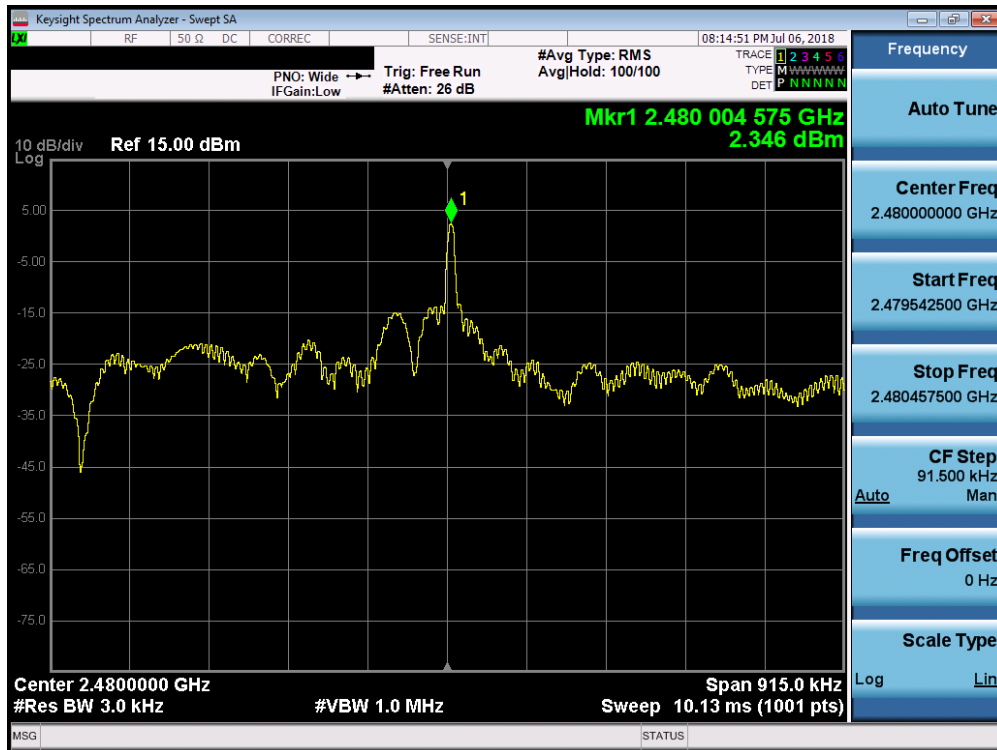 Keysight Spectrum Analyzer - Swept SA
LXI RF 50 Ω DC CORREC SENSE:INT 08:14:51 PM Jul 06, 2018
PNO: Wide
IFGain:Low
Trig: Free Run
#Atten: 26 dB
#Avg Type: RMS
Avg|Hold: 100/100
TRACE 1 2 3 4 5 6
TYPE M WWWWW
DET P N N N N N
Mkr1 2.480 004 575 GHz
2.346 dBm
10 dB/div Ref 15.00 dBm
Log
1
5.00
-5.00
-15.0
-25.0
-35.0
-45.0
-55.0
-65.0
-75.0
Center 2.4800000 GHz Span 915.0 kHz
#Res BW 3.0 kHz #VBW 1.0 MHz Sweep 10.13 ms (1001 pts)
MSG STATUS
Frequency
Auto Tune
Center Freq
2.480000000 GHz
Start Freq
2.479542500 GHz
Stop Freq
2.480457500 GHz
CF Step
91.500 kHz
Auto Man
Freq Offset
0 Hz
Scale Type
Log Lin